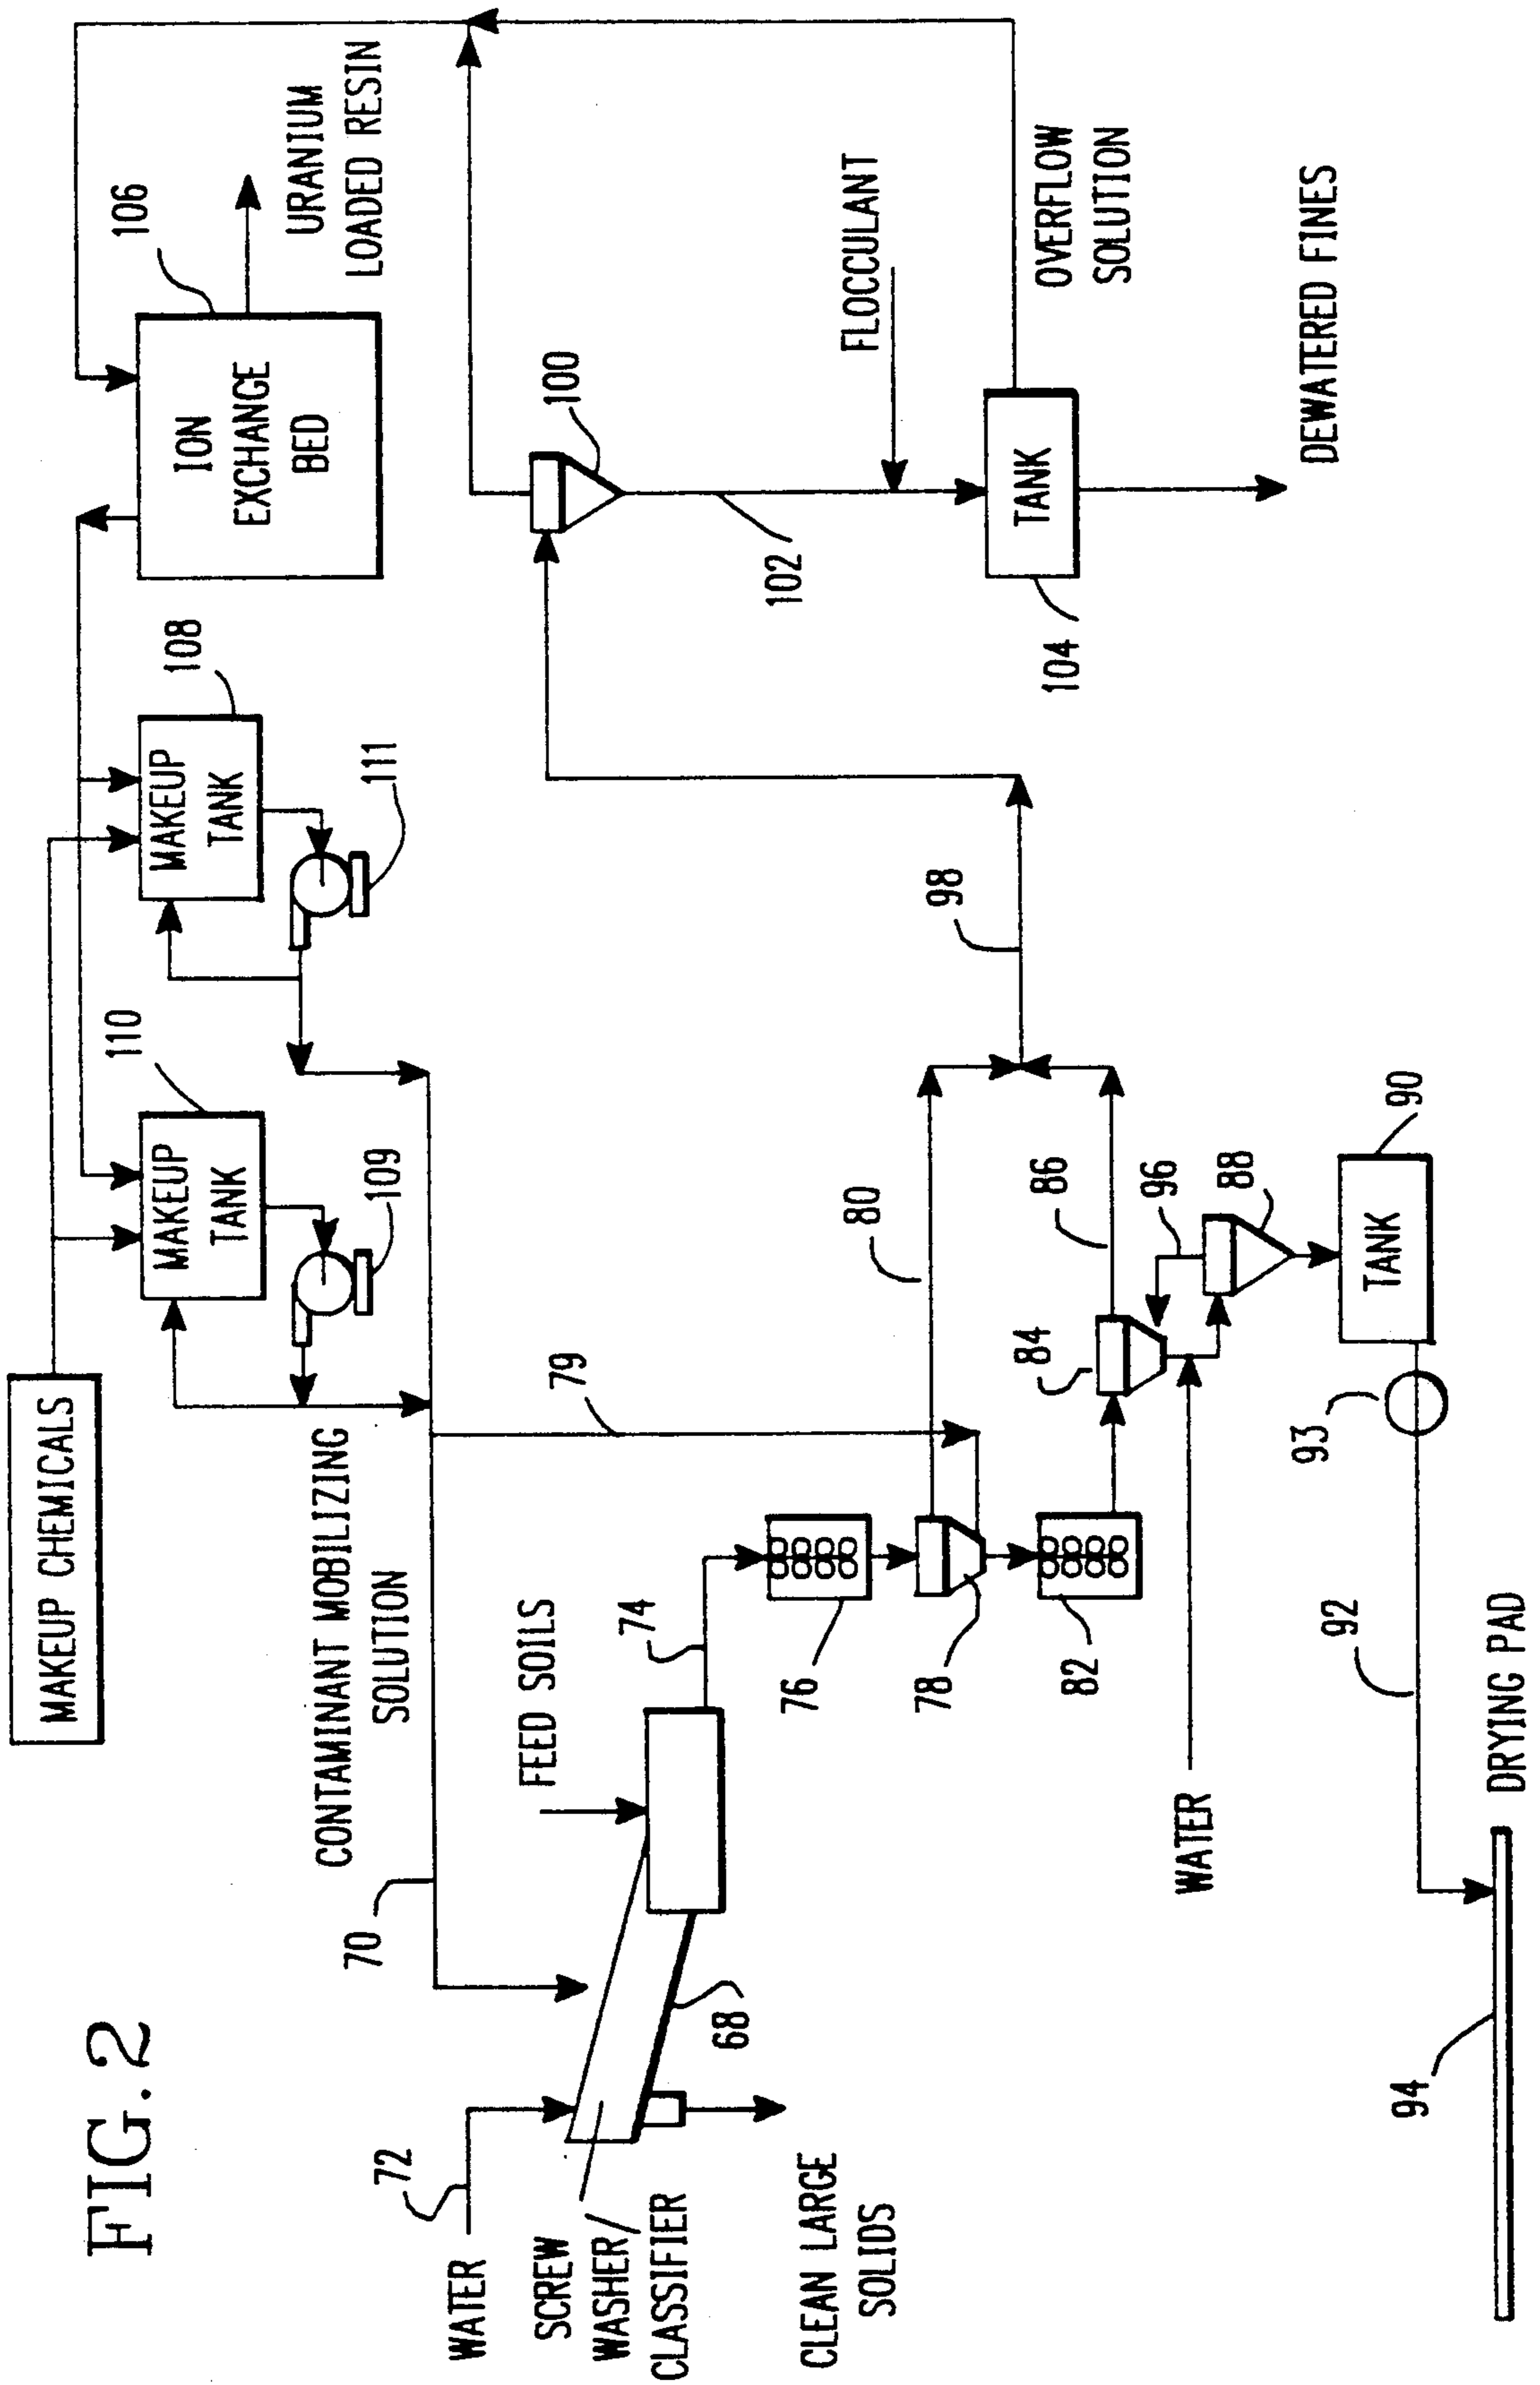 FIG. 2
MAKEUP CHEMICALS
110
MAKEUP
TANK
109
108
MAKEUP
TANK
111
106
ION
EXCHANGE
BED
URANIUM
LOADED RESIN
CONTAMINANT MOBILIZING
SOLUTION
70
72
WATER
SCREW
WASHER/
CLASSIFIER
68
CLEAN LARGE
SOLIDS
FEED SOILS
74
79
76
78
80
82
84
86
96
88
WATER
90
TANK
93
92
94
DRYING PAD
98
100
102
FLOCCULANT
104
TANK
OVERFLOW
SOLUTION
DEWATERED FINES